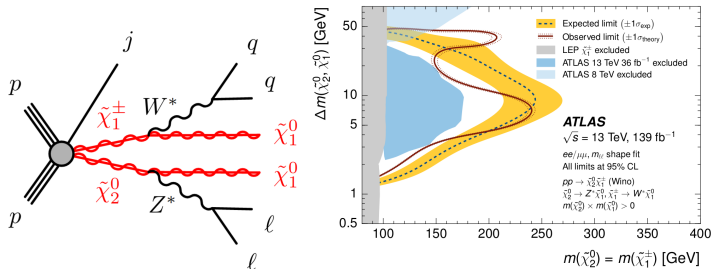 j
q
q
p
W*
χ̃₁±
χ̃₁⁰
χ̃₁⁰
χ̃₂⁰
Z*
p
ℓ
ℓ
Δm(χ̃₂⁰, χ̃₁⁰) [GeV]
50
10
5
1
0.5
Expected limit (±1σexp)
Observed limit (±1σtheory)
LEP χ̃₁± excluded
ATLAS 13 TeV 36 fb⁻¹ excluded
ATLAS 8 TeV excluded
ATLAS
√s = 13 TeV, 139 fb⁻¹
ee/μμ, mℓℓ shape fit
All limits at 95% CL
pp → χ̃₂⁰χ̃₁± (Wino)
χ̃₂⁰ → Z*χ̃₁⁰, χ̃₁± → W*χ̃₁⁰
m(χ̃₂⁰) × m(χ̃₁⁰) > 0
100 150 200 250 300 350 400
m(χ̃₂⁰) = m(χ̃₁±) [GeV]